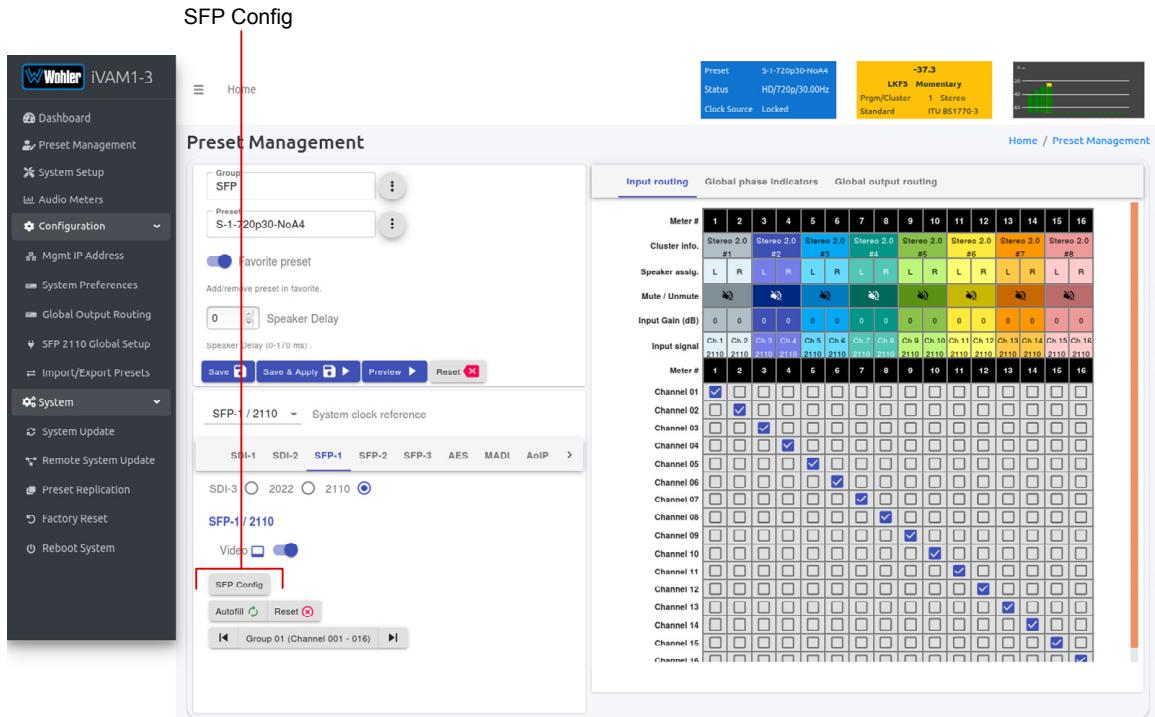 SFP Config
Wohler iVAM1-3
Dashboard
Preset Management
System Setup
Audio Meters
Configuration
Mgmt IP Address
System Preferences
Global Output Routing
SFP 2110 Global Setup
Import/Export Presets
System
System Update
Remote System Update
Preset Replication
Factory Reset
Reboot System
Home
Preset S-1-720p30-NoA4
Status HD/720p/30.00Hz
Clock Source Locked
-37.3
LKFS Momentary
Prgm/Cluster 1 Stereo
Standard ITU BS1770-3
Preset Management
Home / Preset Management
Group
SFP
Preset
S-1-720p30-NoA4
Favorite preset
Add/remove preset in favorite.
0 Speaker Delay
Speaker Delay (0-170 ms) .
Save Save & Apply Preview Reset
SFP-1 / 2110 System clock reference
SDI-1 SDI-2 SFP-1 SFP-2 SFP-3 AES MADI AoIP
SDI-3 2022 2110
SFP-1 / 2110
Video
SFP Config
Autofill Reset
Group 01 (Channel 001 - 016)
Input routing Global phase indicators Global output routing
Meter # 1 2 3 4 5 6 7 8 9 10 11 12 13 14 15 16
Cluster info. Stereo 2.0 #1 Stereo 2.0 #2 Stereo 2.0 #3 Stereo 2.0 #4 Stereo 2.0 #5 Stereo 2.0 #6 Stereo 2.0 #7 Stereo 2.0 #8
Speaker assig. L R L R L R L R L R L R L R L R
Mute / Unmute
Input Gain (dB) 0 0 0 0 0 0 0 0 0 0 0 0 0 0 0 0
Input signal Ch.1 Ch.2 Ch.3 Ch.4 Ch.5 Ch.6 Ch.7 Ch.8 Ch.9 Ch.10 Ch.11 Ch.12 Ch.13 Ch.14 Ch.15 Ch.16
2110 2110 2110 2110 2110 2110 2110 2110 2110 2110 2110 2110 2110 2110 2110 2110
Meter # 1 2 3 4 5 6 7 8 9 10 11 12 13 14 15 16
Channel 01
Channel 02
Channel 03
Channel 04
Channel 05
Channel 06
Channel 07
Channel 08
Channel 09
Channel 10
Channel 11
Channel 12
Channel 13
Channel 14
Channel 15
Channel 16